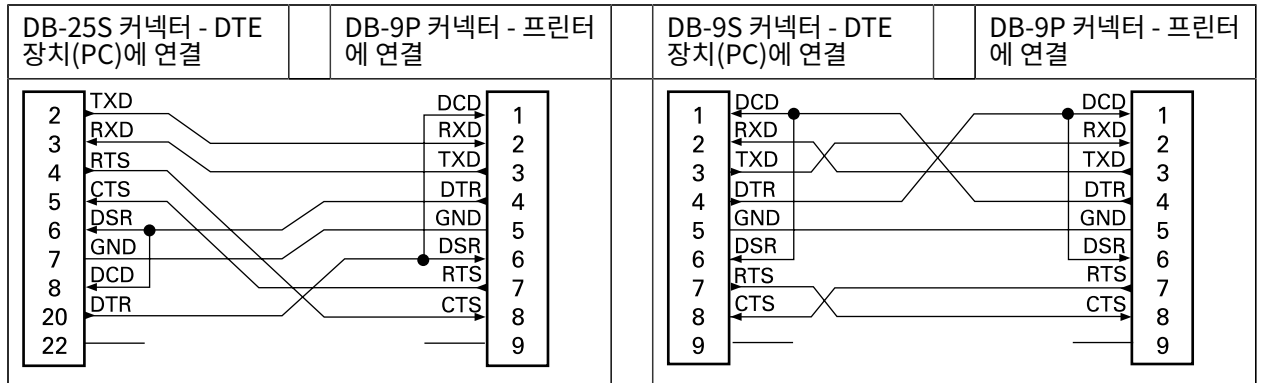 DB-25S 커넥터 - DTE
장치(PC)에 연결
DB-9P 커넥터 - 프린터
에 연결
DB-9S 커넥터 - DTE
장치(PC)에 연결
DB-9P 커넥터 - 프린터
에 연결
2 TXD
3 RXD
4 RTS
5 CTS
6 DSR
7 GND
8 DCD
20 DTR
22
DCD 1
RXD 2
TXD 3
DTR 4
GND 5
DSR 6
RTS 7
CTS 8
9
1 DCD
2 RXD
3 TXD
4 DTR
5 GND
6 DSR
7 RTS
8 CTS
9
DCD 1
RXD 2
TXD 3
DTR 4
GND 5
DSR 6
RTS 7
CTS 8
9